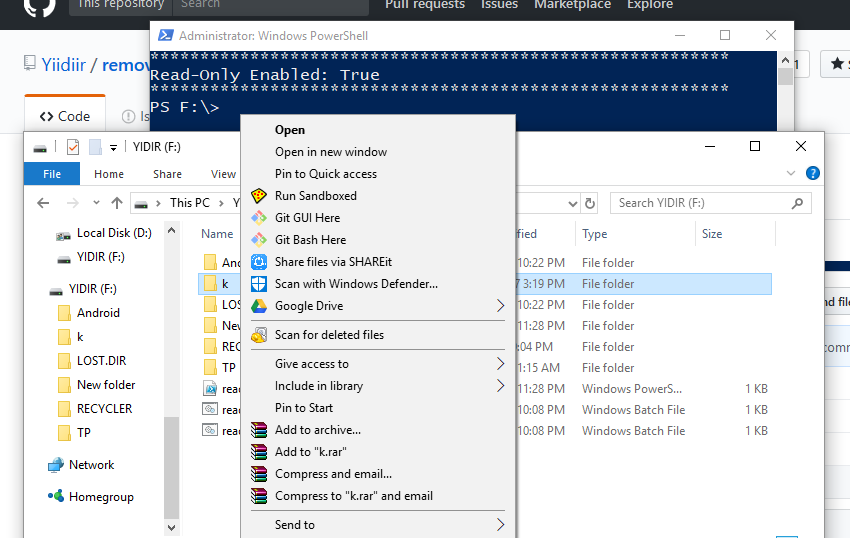 This repository Search Pull requests Issues Marketplace Explore
Administrator: Windows PowerShell
Yiidiir / remov
1
S
***********************************************************
Read-Only Enabled: True
***********************************************************
PS F:\>
Code
Is
YIDIR (F:)
File Home Share View
This PC Y
Search YIDIR (F:)
Name ified Type Size
Local Disk (D:)
YIDIR (F:)
YIDIR (F:)
Android
k
LOST.DIR
New folder
RECYCLER
TP
Network
Homegroup
And 10:22 PM File folder
k 7 3:19 PM File folder
LOS 10:22 PM File folder
New 11:28 PM File folder
REC :04 PM File folder
TP 1:15 AM File folder
read 11:28 PM Windows PowerS... 1 KB
read 10:08 PM Windows Batch File 1 KB
read 10:08 PM Windows Batch File 1 KB
Open
Open in new window
Pin to Quick access
Run Sandboxed
Git GUI Here
Git Bash Here
Share files via SHAREit
Scan with Windows Defender...
Google Drive
Scan for deleted files
Give access to
Include in library
Pin to Start
Add to archive...
Add to "k.rar"
Compress and email...
Compress to "k.rar" and email
Send to
nd file
comm